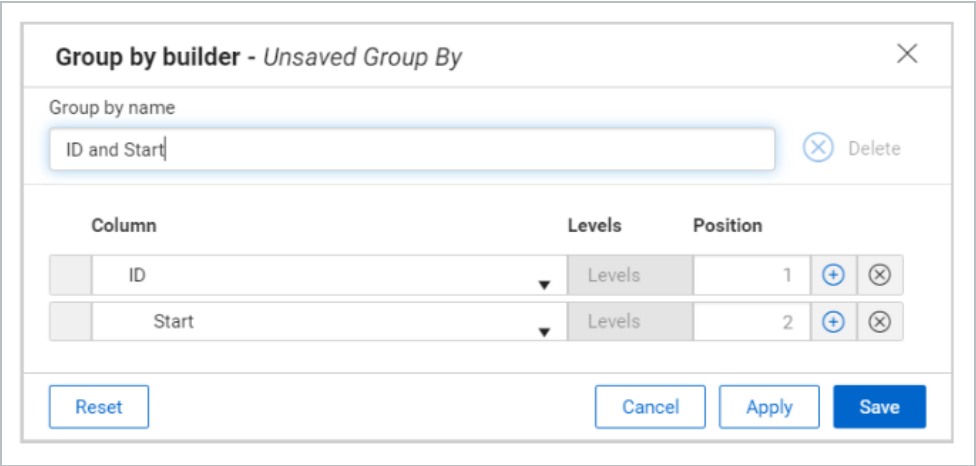 Group by builder - Unsaved Group By
Group by name
ID and Start
Delete
Column Levels Position
ID Levels 1
Start Levels 2
Reset Cancel Apply Save